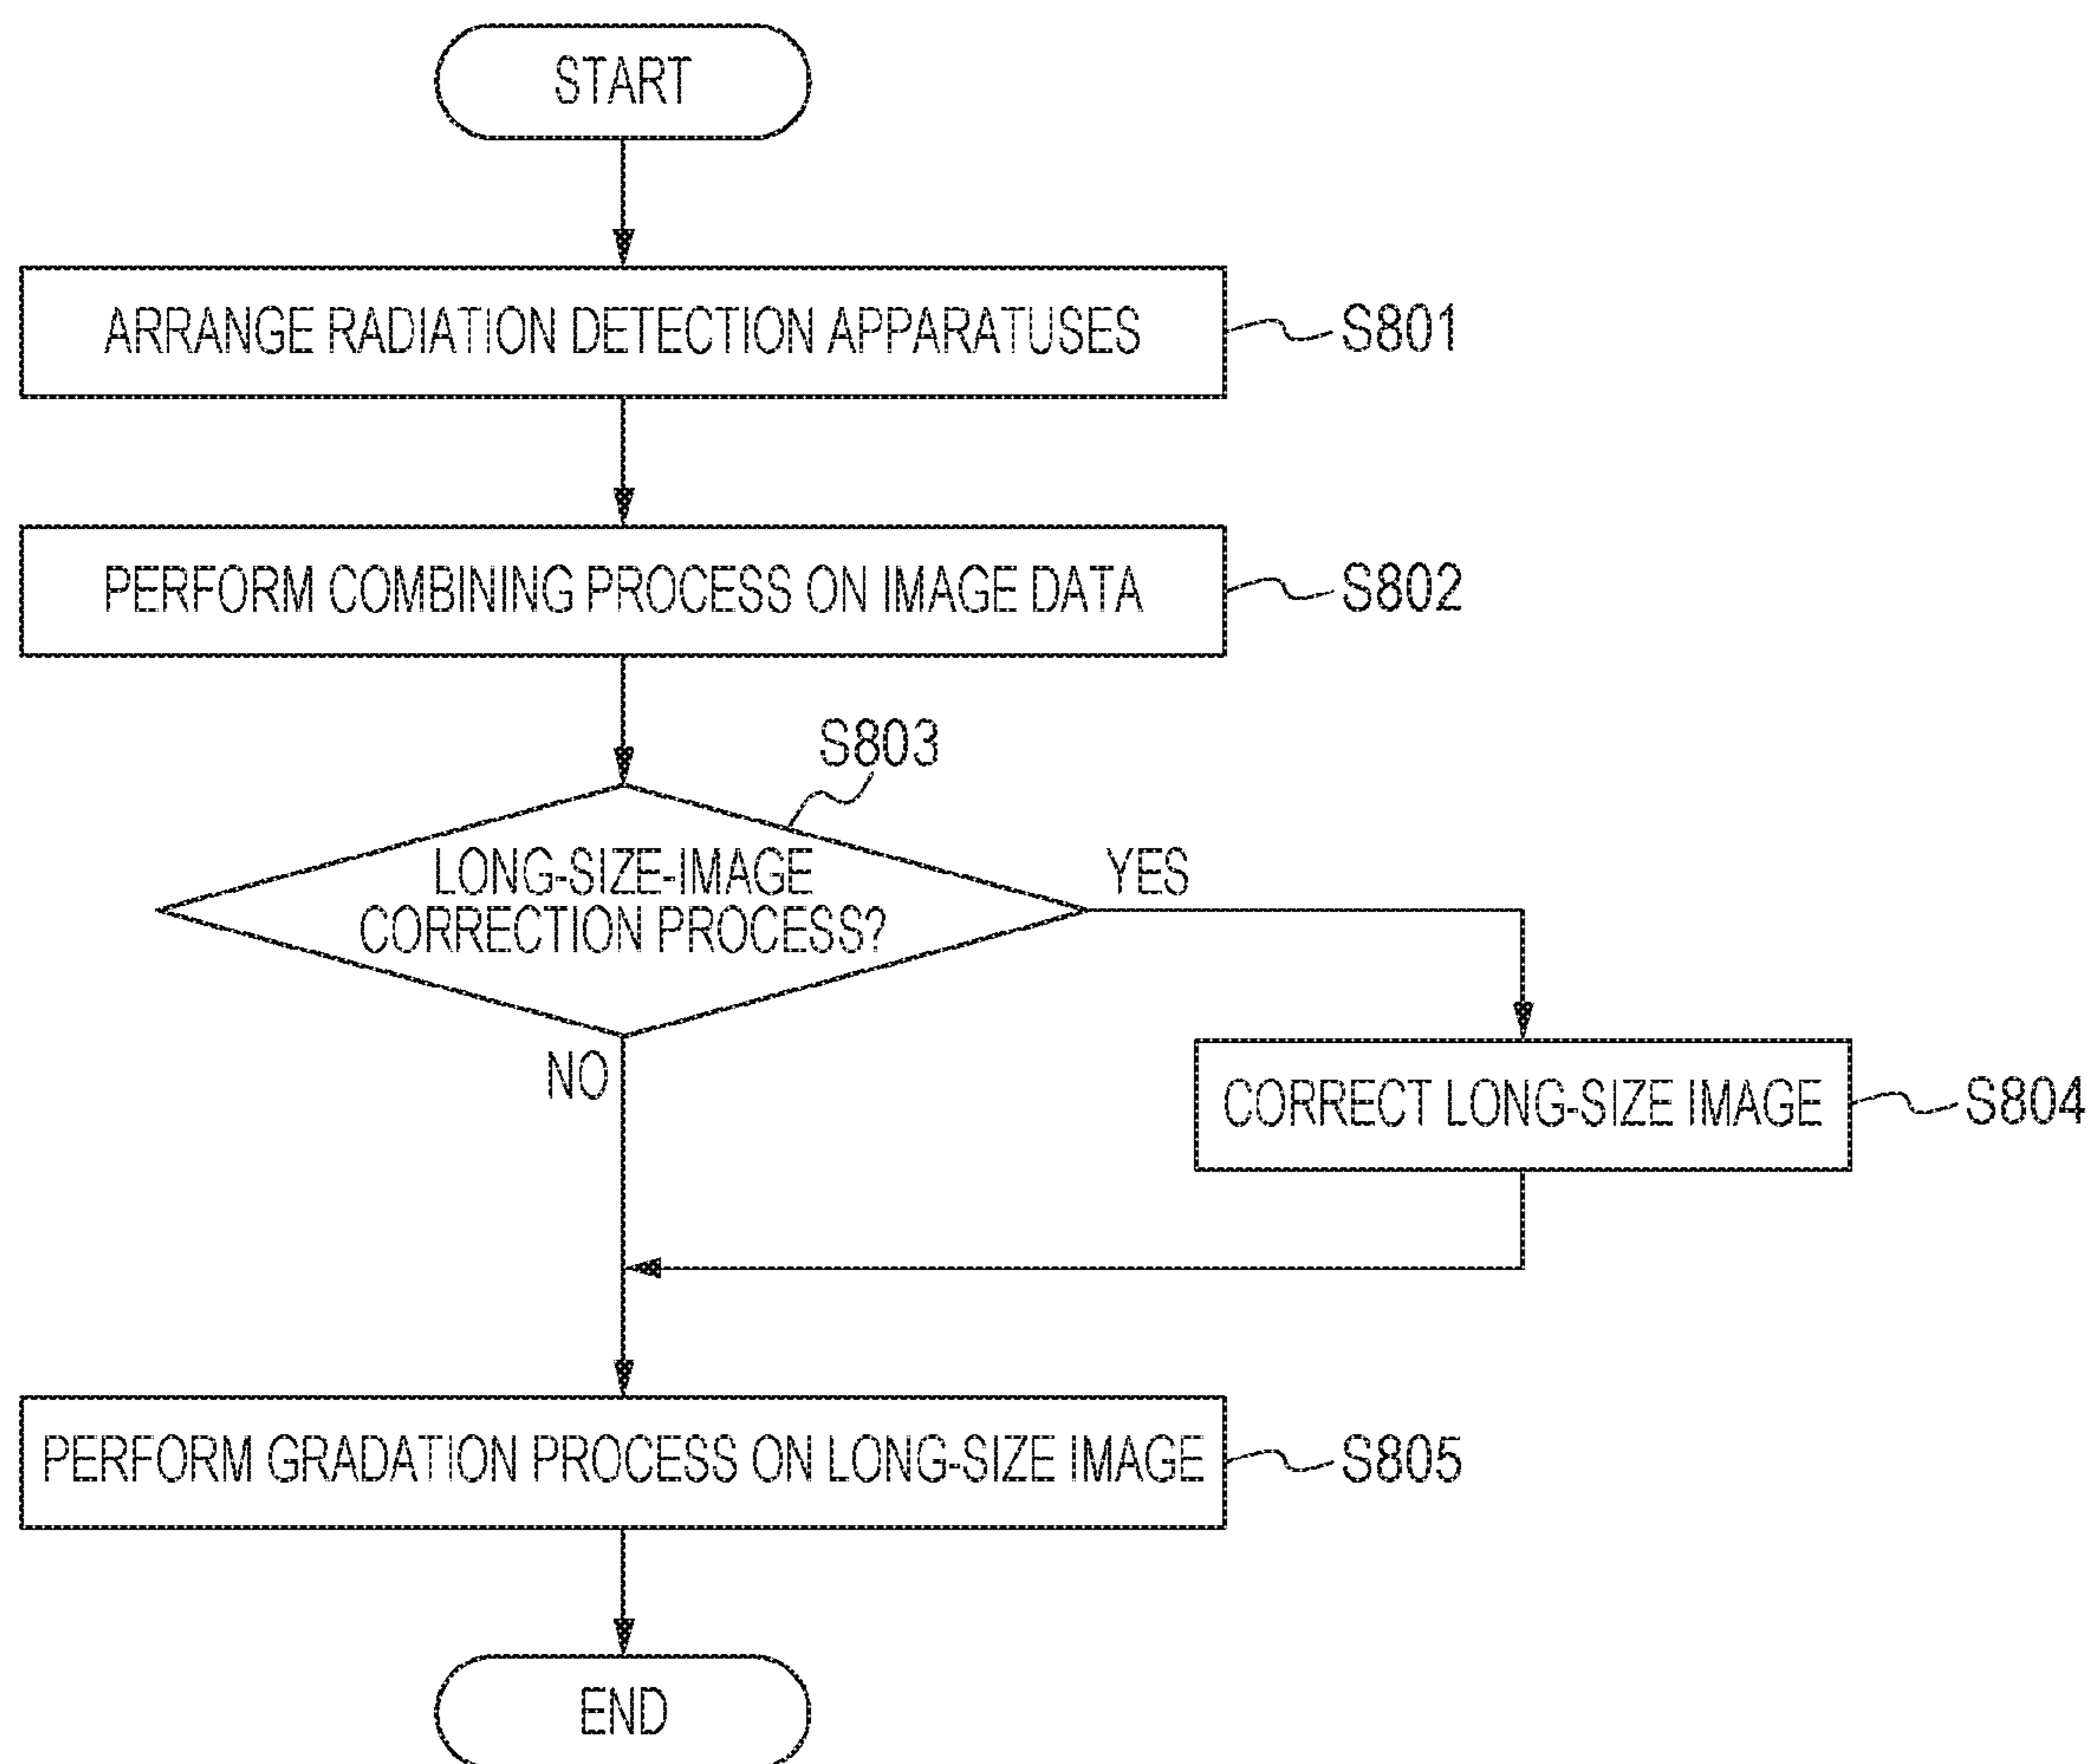 START
ARRANGE RADIATION DETECTION APPARATUSES
S801
PERFORM COMBINING PROCESS ON IMAGE DATA
S802
S803
LONG-SIZE-IMAGE
CORRECTION PROCESS?
YES
NO
CORRECT LONG-SIZE IMAGE
S804
PERFORM GRADATION PROCESS ON LONG-SIZE IMAGE
S805
END